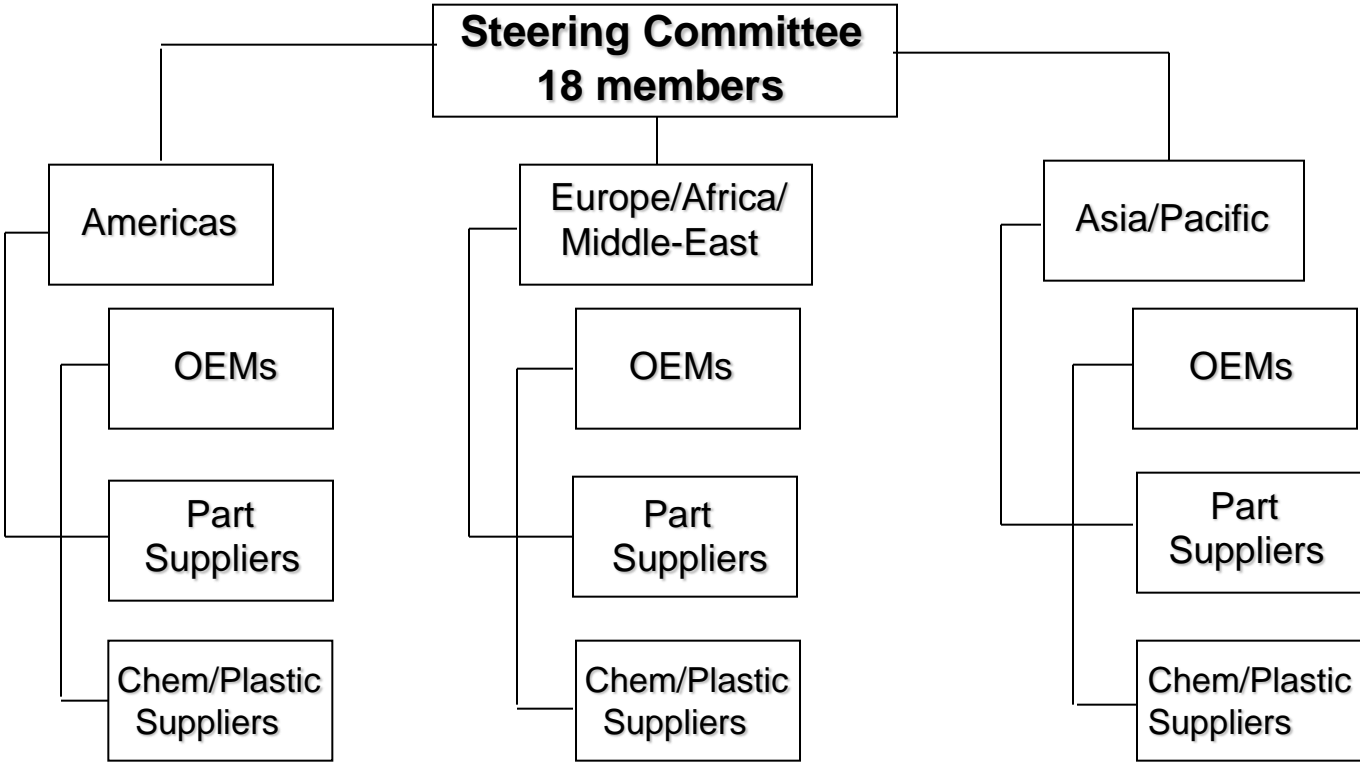 Steering Committee
18 members
Americas
Europe/Africa/
Middle-East
Asia/Pacific
OEMs
OEMs
OEMs
Part
Suppliers
Part
Suppliers
Part
Suppliers
Chem/Plastic
Suppliers
Chem/Plastic
Suppliers
Chem/Plastic
Suppliers